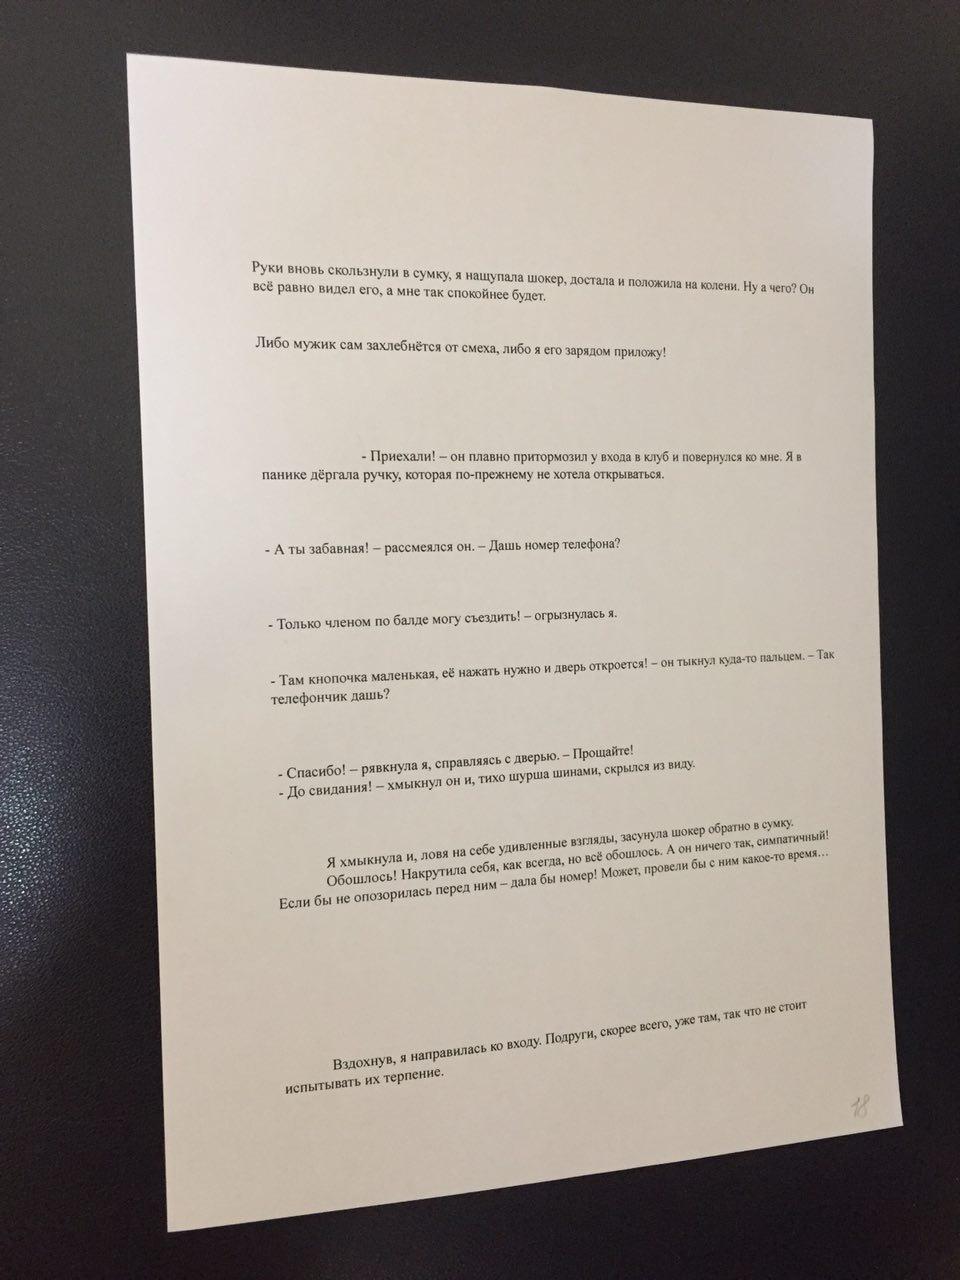 Руки вновь скользнули в сумку, я нащупала шокер, достала и положила на колени. Ну а чего? Он
всё равно видел его, а мне так спокойнее будет.
Либо мужик сам захлебнётся от смеха, либо я его зарядом приложу!
- Приехали! – он плавно притормозил у входа в клуб и повернулся ко мне. Я в
панике дёргала ручку, которая по-прежнему не хотела открываться.
- А ты забавная! – рассмеялся он. – Дашь номер телефона?
- Только членом по балде могу съездить! – огрызнулась я.
- Там кнопочка маленькая, её нажать нужно и дверь откроется! – он тыкнул куда-то пальцем. – Так
телефончик дашь?
- Спасибо! – рявкнула я, справляясь с дверью. – Прощайте!
- До свидания! – хмыкнул он и, тихо шурша шинами, скрылся из виду.
Я хмыкнула и, ловя на себе удивленные взгляды, засунула шокер обратно в сумку.
Обошлось! Накрутила себя, как всегда, но всё обошлось. А он ничего так, симпатичный!
Если бы не опозорилась перед ним – дала бы номер! Может, провели бы с ним какое-то время…
Вздохнув, я направилась ко входу. Подруги, скорее всего, уже там, так что не стоит
испытывать их терпение.
18